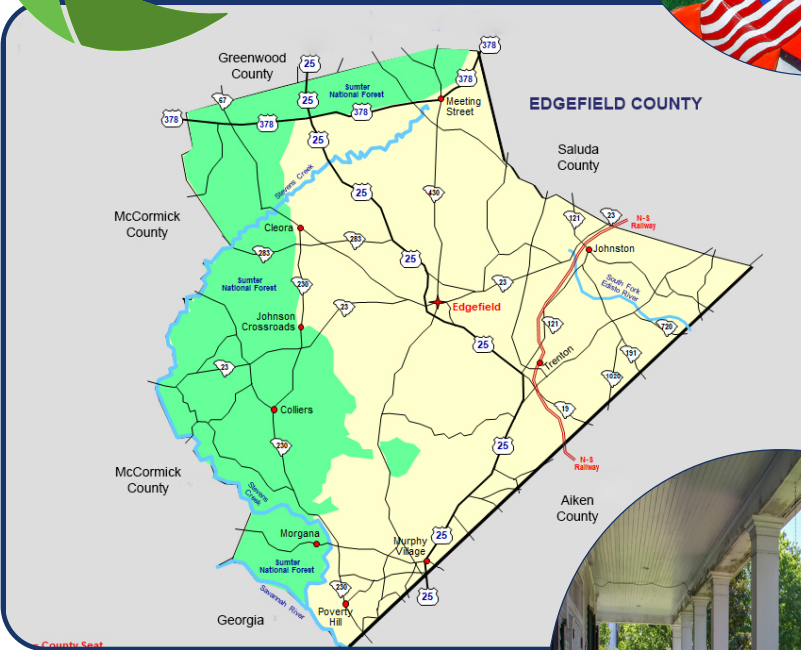 378
Greenwood
County
25
378
Sumter
National Forest
67
25
Meeting
Street
EDGEFIELD COUNTY
378
378
378
25
Saluda
County
Stevens Creek
25
430
McCormick
County
121
23
N-S
Railway
Cleora
283
283
Johnston
25
Sumter
National Forest
230
23
South Fork
Edisto River
23
Edgefield
Johnson
Crossroads
121
720
25
191
Trenton
23
1020
Colliers
19
230
25
N-S
Railway
McCormick
County
Stevens
Creek
Aiken
County
Morgana
Murphy
Village
25
Sumter
National Forest
230
25
Savannah River
Poverty
Hill
Georgia
County Seat